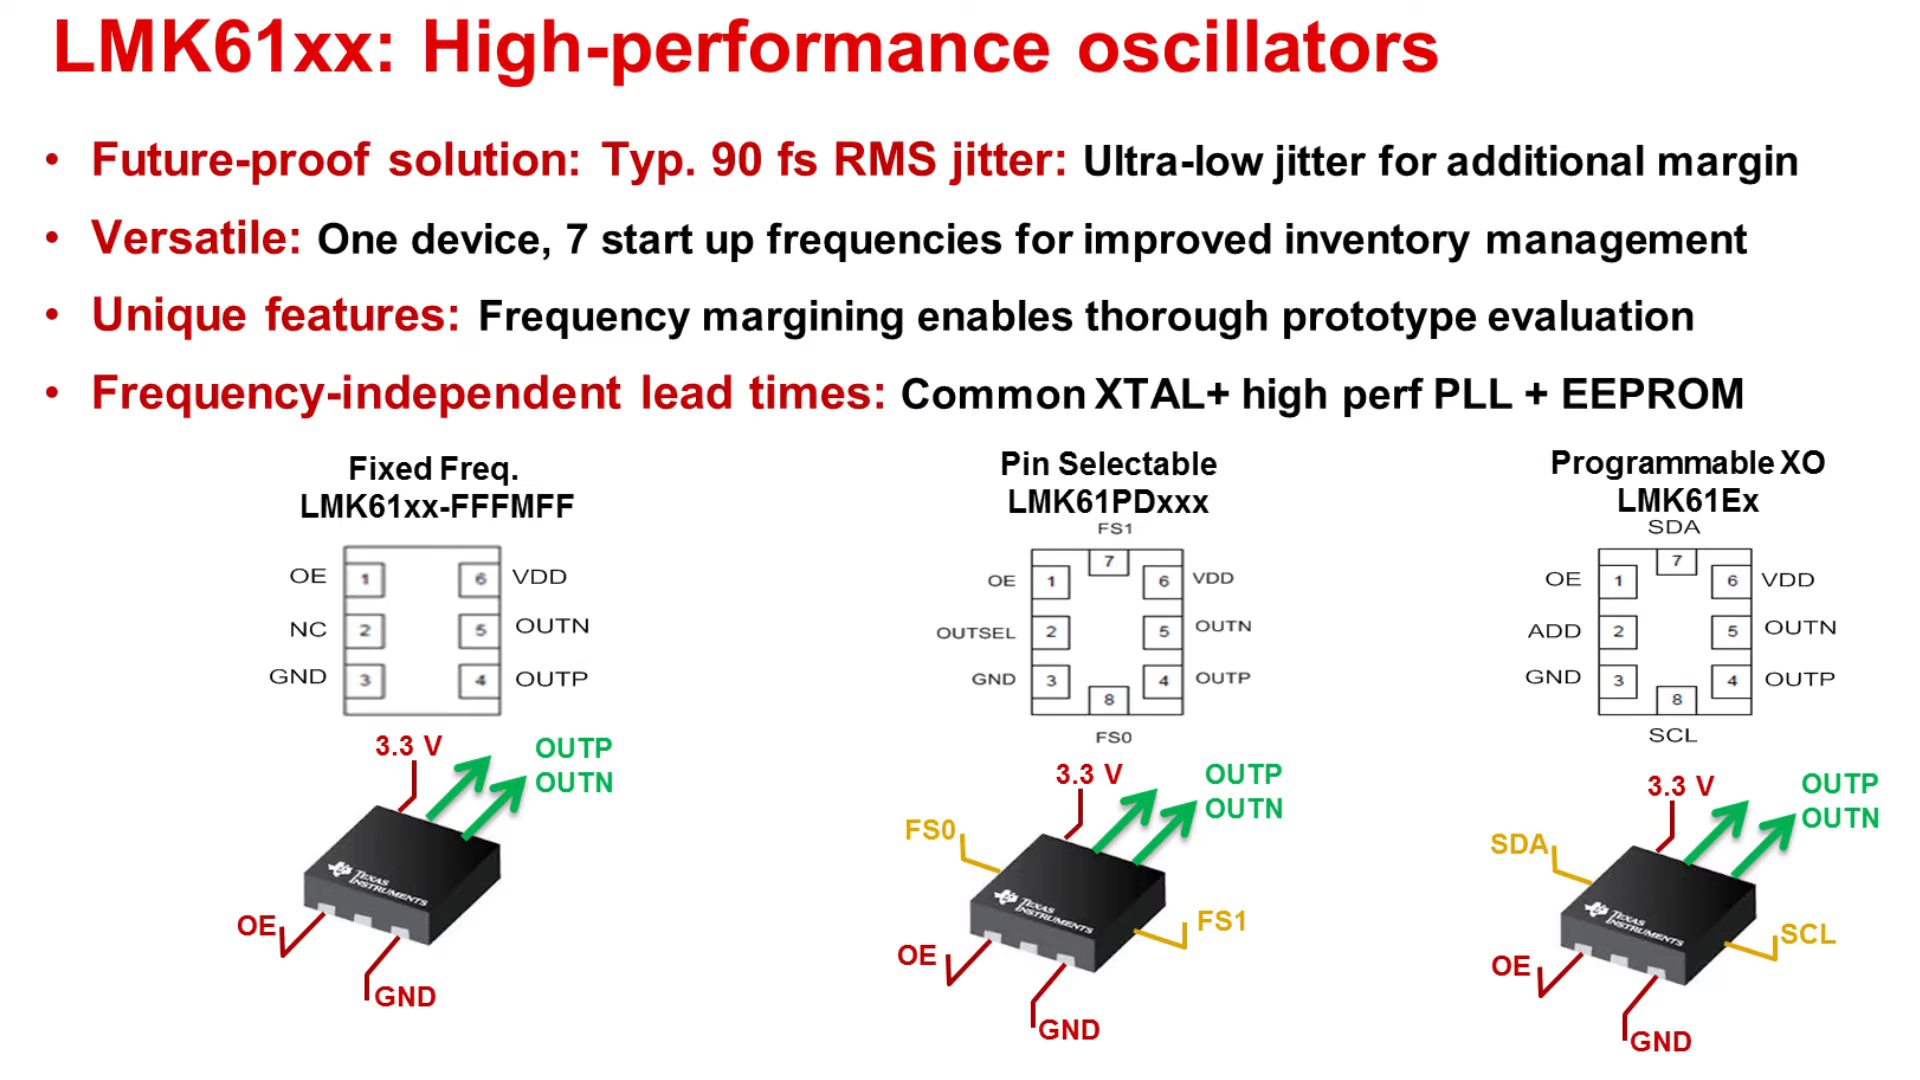 LMK61xx: High-performance oscillators
• Future-proof solution: Typ. 90 fs RMS jitter: Ultra-low jitter for additional margin
• Versatile: One device, 7 start up frequencies for improved inventory management
• Unique features: Frequency margining enables thorough prototype evaluation
• Frequency-independent lead times: Common XTAL+ high perf PLL + EEPROM
Fixed Freq.
LMK61xx-FFFMFF
OE 1 6 VDD
NC 2 5 OUTN
GND 3 4 OUTP
3.3 V
OUTP
OUTN
TEXAS
INSTRUMENTS
OE
GND
Pin Selectable
LMK61PDxxx
FS1
7
OE 1 6 VDD
OUTSEL 2 5 OUTN
GND 3 4 OUTP
8
FS0
3.3 V
OUTP
OUTN
FS0
TEXAS
INSTRUMENTS
FS1
OE
GND
Programmable XO
LMK61Ex
SDA
7
OE 1 6 VDD
ADD 2 5 OUTN
GND 3 4 OUTP
8
SCL
3.3 V
OUTP
OUTN
SDA
TEXAS
INSTRUMENTS
SCL
OE
GND